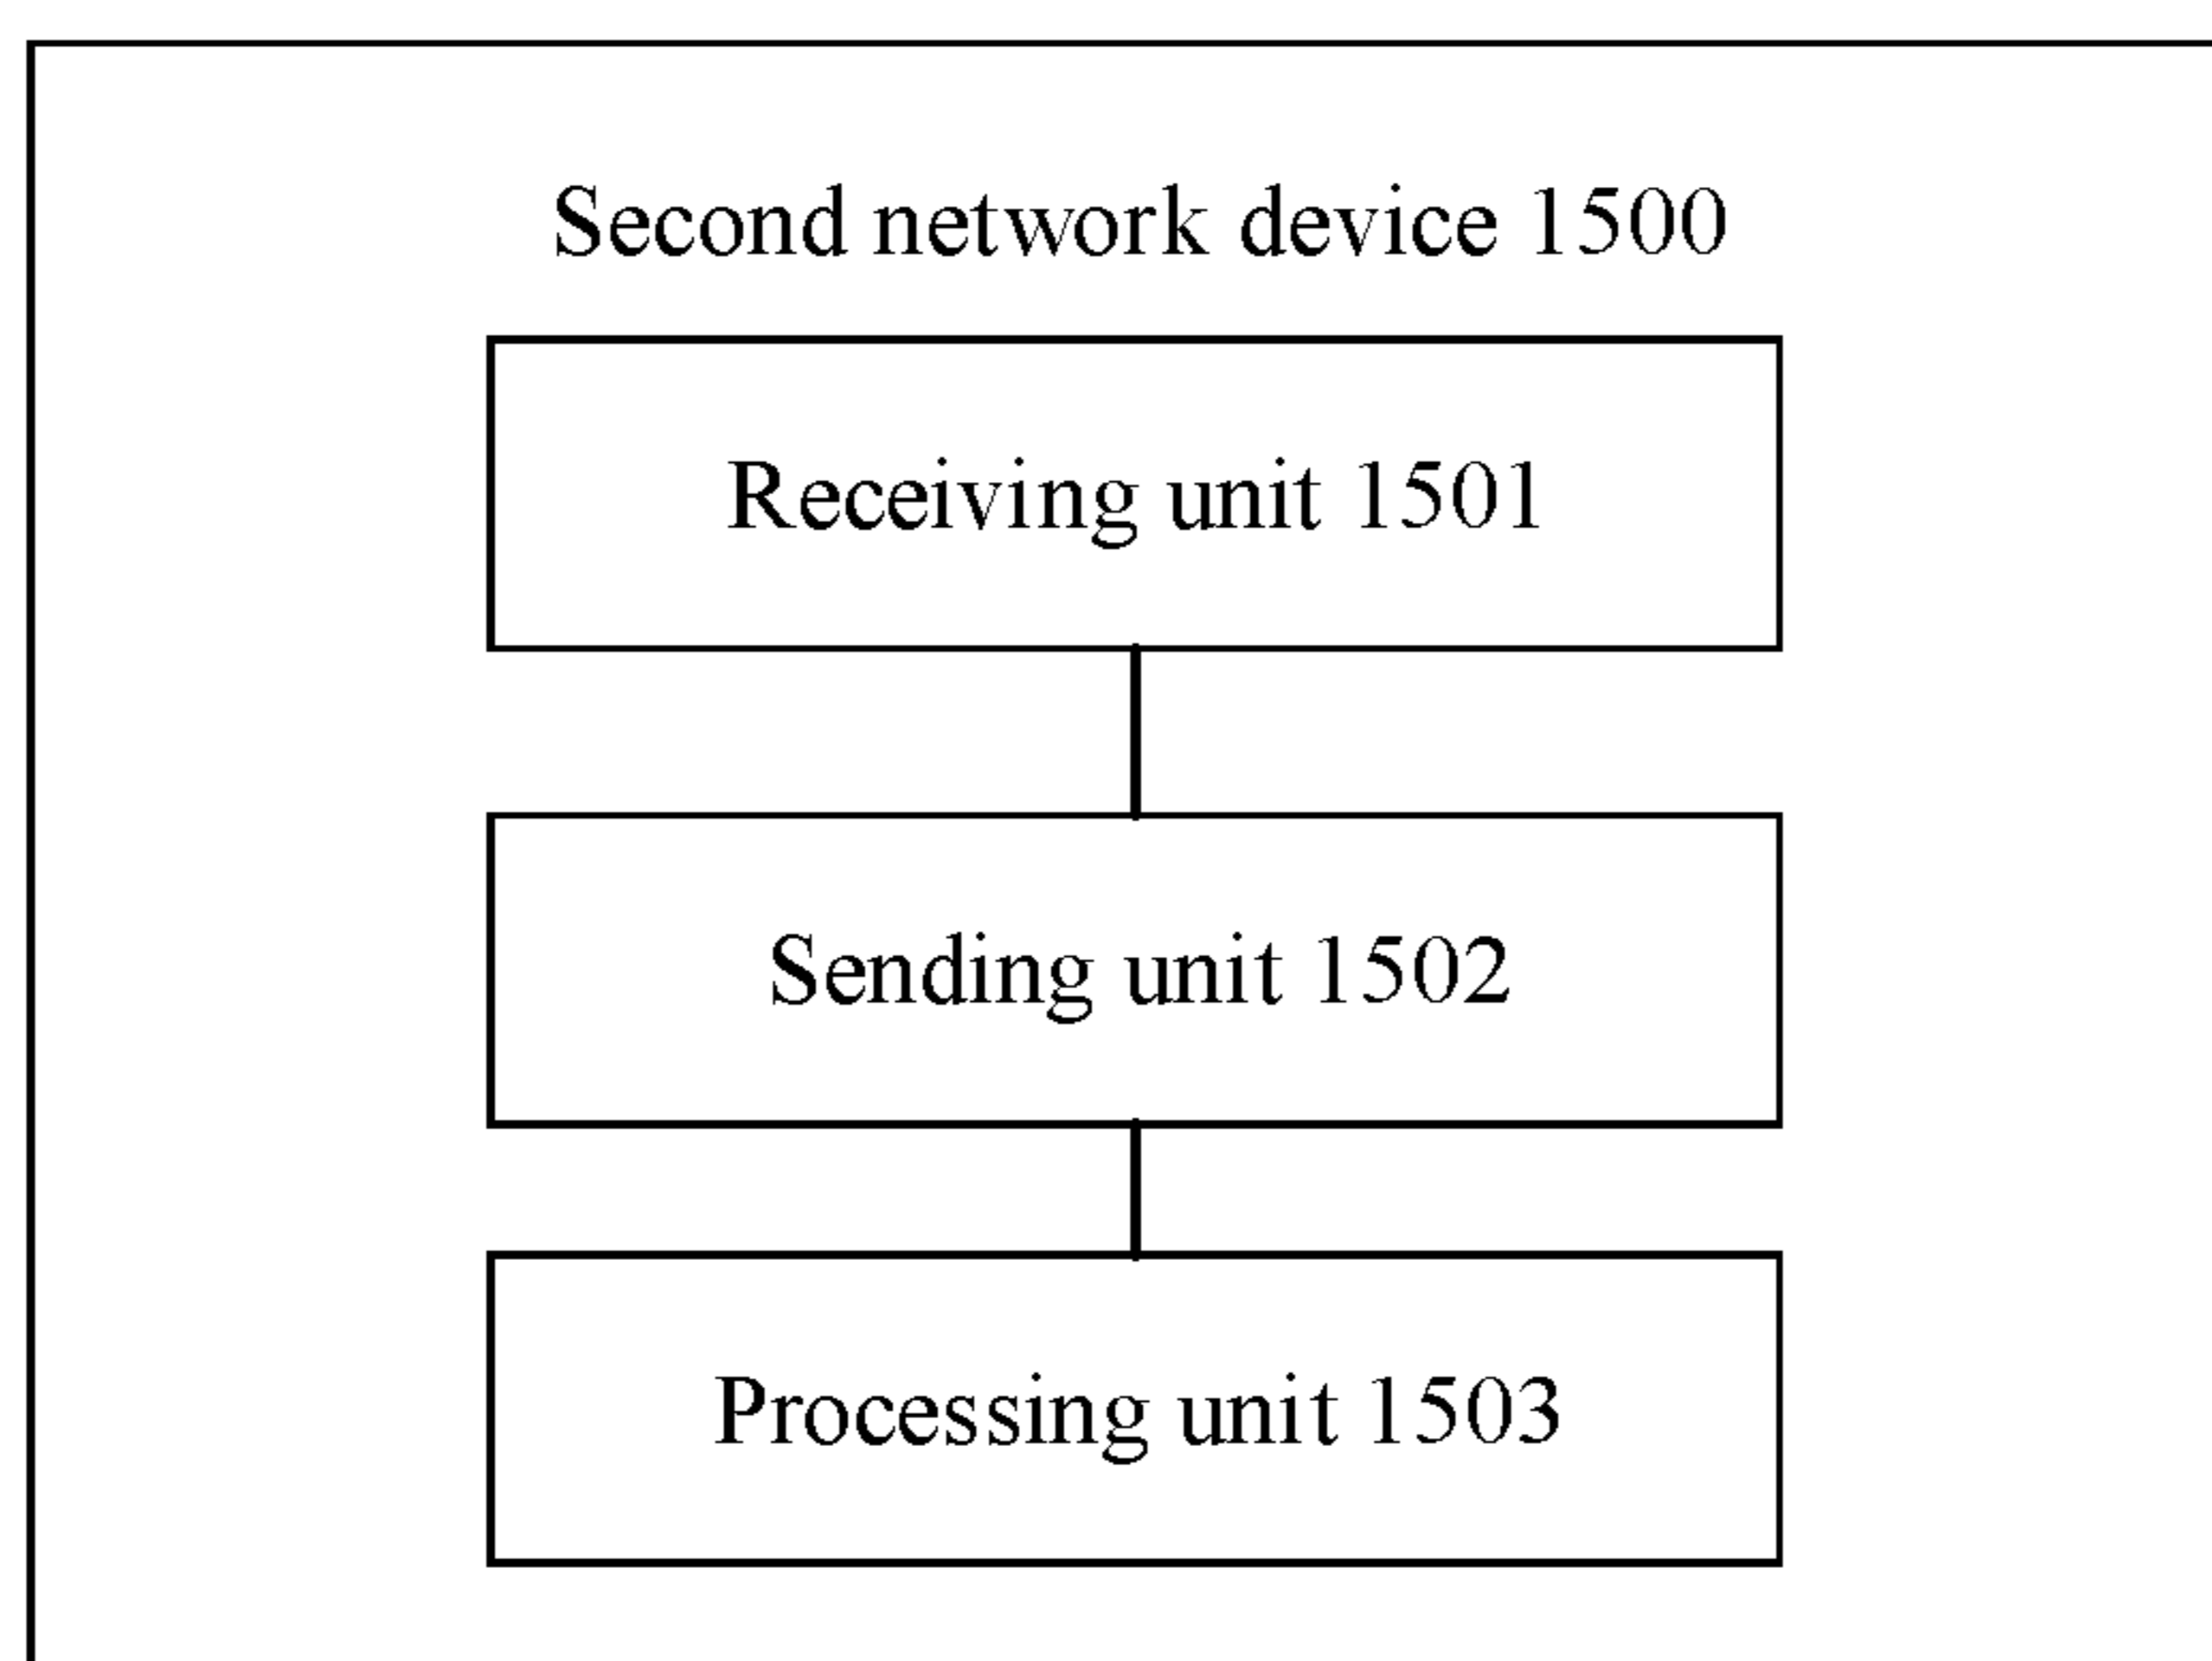 Second network device 1500
Receiving unit 1501
Sending unit 1502
Processing unit 1503